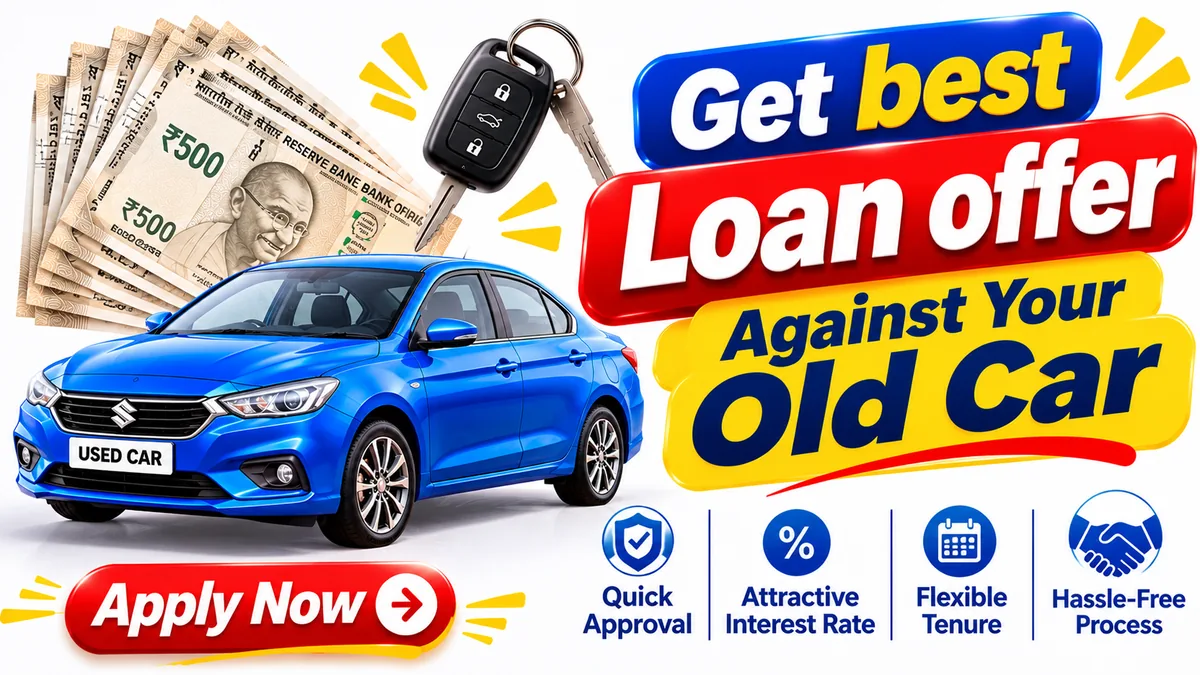 ₹500
RESERVE BANE BANK
₹500
Get best
Loan offer
Against Your
Old Car
USED CAR
Apply Now
Quick
Approval
Attractive
Interest Rate
Flexible
Tenure
Hassle-Free
Process